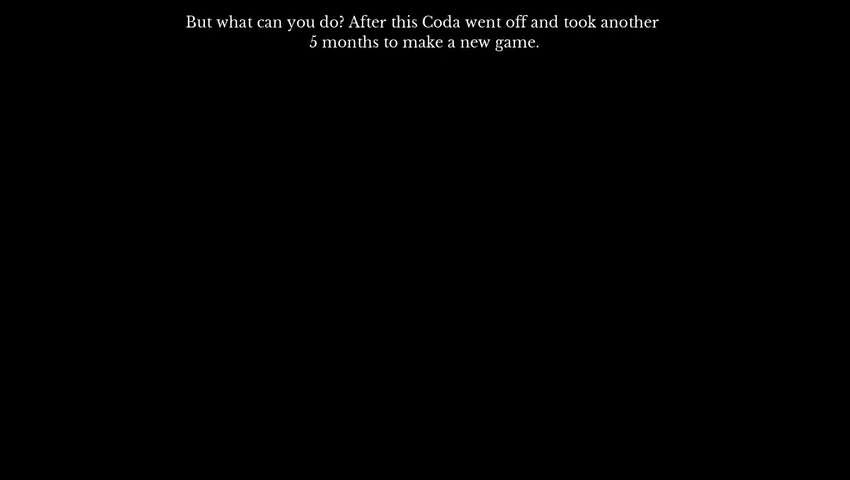 But what can you do? After this Coda went off and took another
5 months to make a new game.